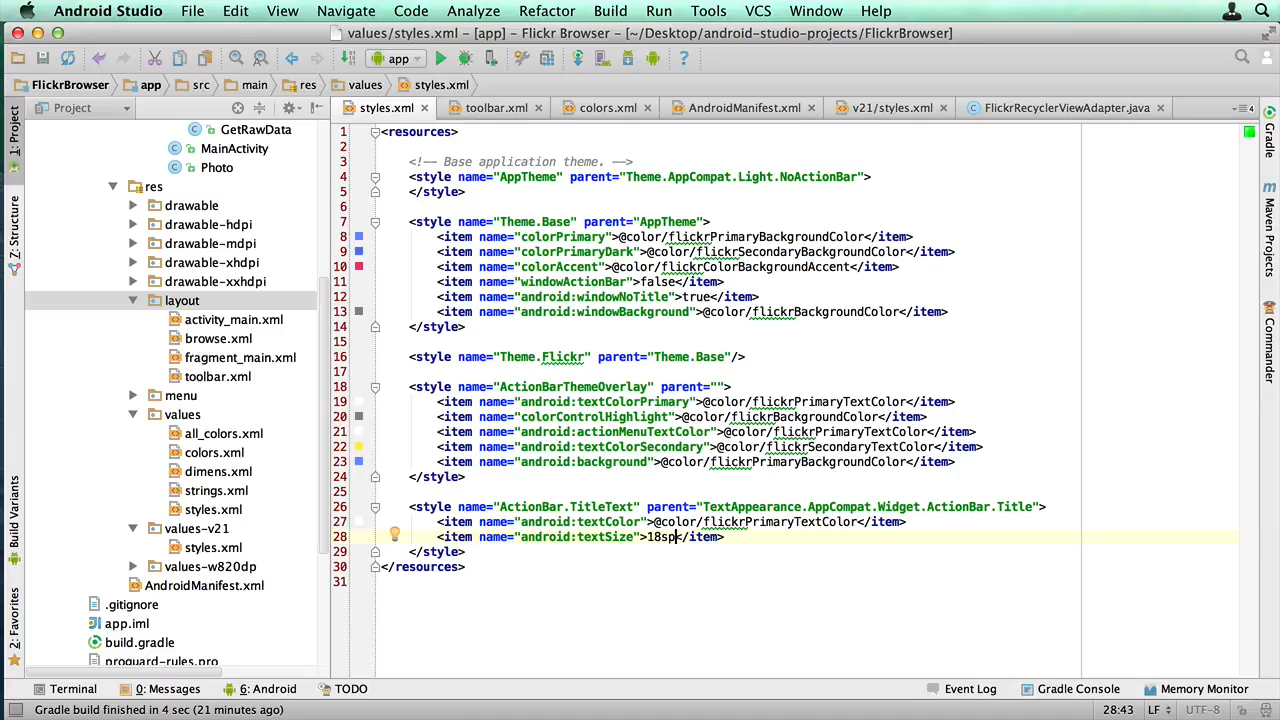 Android Studio File Edit View Navigate Code Analyze Refactor Build Run Tools VCS Window Help
values/styles.xml - [app] - Flickr Browser - [~/Desktop/android-studio-projects/FlickrBrowser]
app
FlickrBrowser app src main res values styles.xml
Project
styles.xml toolbar.xml colors.xml AndroidManifest.xml v21/styles.xml FlickrRecyclerViewAdapter.java 4
1: Project
Z: Structure
Build Variants
2: Favorites
GetRawData
MainActivity
Photo
res
drawable
drawable-hdpi
drawable-mdpi
drawable-xhdpi
drawable-xxhdpi
layout
activity_main.xml
browse.xml
fragment_main.xml
toolbar.xml
menu
values
all_colors.xml
colors.xml
dimens.xml
strings.xml
styles.xml
values-v21
styles.xml
values-w820dp
AndroidManifest.xml
.gitignore
app.iml
build.gradle
proguard-rules.pro
1 <resources>
2
3 <!-- Base application theme. -->
4 <style name="AppTheme" parent="Theme.AppCompat.Light.NoActionBar">
5 </style>
6
7 <style name="Theme.Base" parent="AppTheme">
8 <item name="colorPrimary">@color/flickrPrimaryBackgroundColor</item>
9 <item name="colorPrimaryDark">@color/flickrSecondaryBackgroundColor</item>
10 <item name="colorAccent">@color/flickrColorBackgroundAccent</item>
11 <item name="windowActionBar">false</item>
12 <item name="android:windowNoTitle">true</item>
13 <item name="android:windowBackground">@color/flickrBackgroundColor</item>
14 </style>
15
16 <style name="Theme.Flickr" parent="Theme.Base"/>
17
18 <style name="ActionBarThemeOverlay" parent="">
19 <item name="android:textColorPrimary">@color/flickrPrimaryTextColor</item>
20 <item name="colorControlHighlight">@color/flickrBackgroundColor</item>
21 <item name="android:actionMenuTextColor">@color/flickrPrimaryTextColor</item>
22 <item name="android:textColorSecondary">@color/flickrSecondaryTextColor</item>
23 <item name="android:background">@color/flickrPrimaryBackgroundColor</item>
24 </style>
25
26 <style name="ActionBar.TitleText" parent="TextAppearance.AppCompat.Widget.ActionBar.Title">
27 <item name="android:textColor">@color/flickrPrimaryTextColor</item>
28 <item name="android:textSize">18sp</item>
29 </style>
30 </resources>
31
Gradle
m Maven Projects
Commander
Terminal 0: Messages 6: Android TODO Event Log Gradle Console Memory Monitor
Gradle build finished in 4 sec (21 minutes ago) 28:43 LF UTF-8